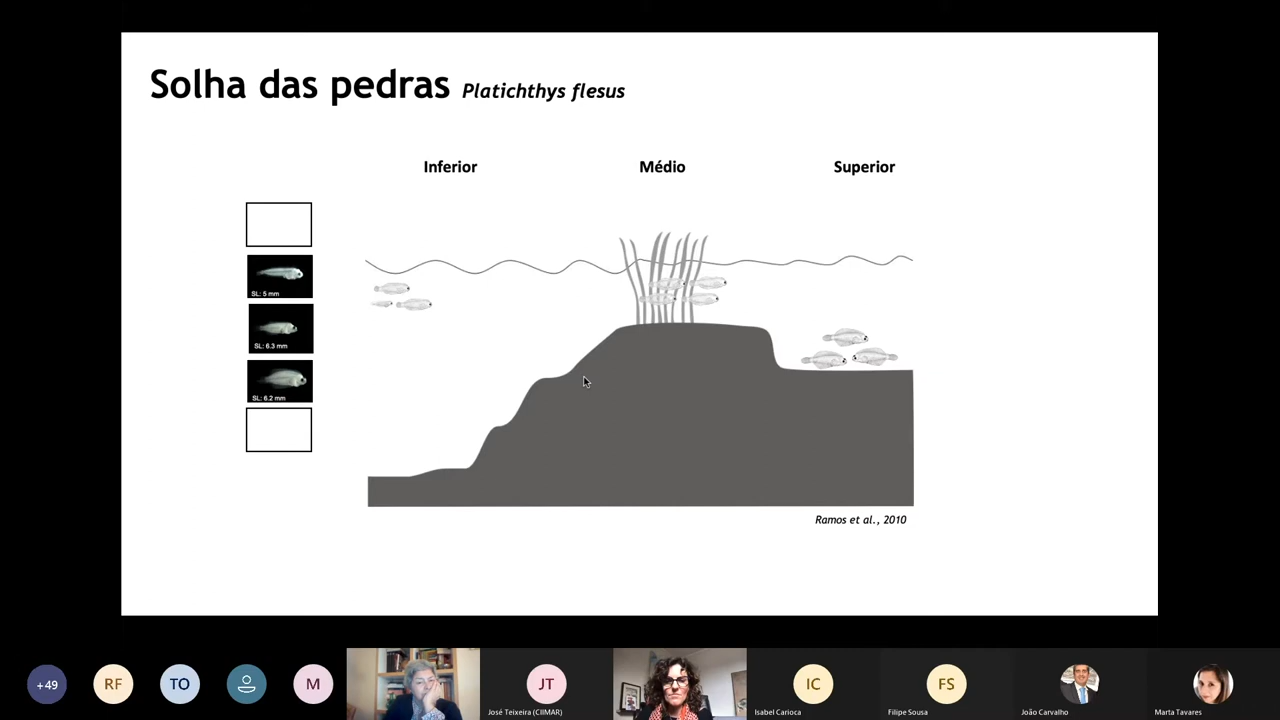 Solha das pedras Platichthys flesus
Inferior Médio Superior
SL: 5 mm
SL: 6.3 mm
SL: 6.2 mm
Ramos et al., 2010
+49 RF TO M JT IC FS
José Teixeira (CIIMAR) Isabel Carioca Filipe Sousa João Carvalho Marta Tavares